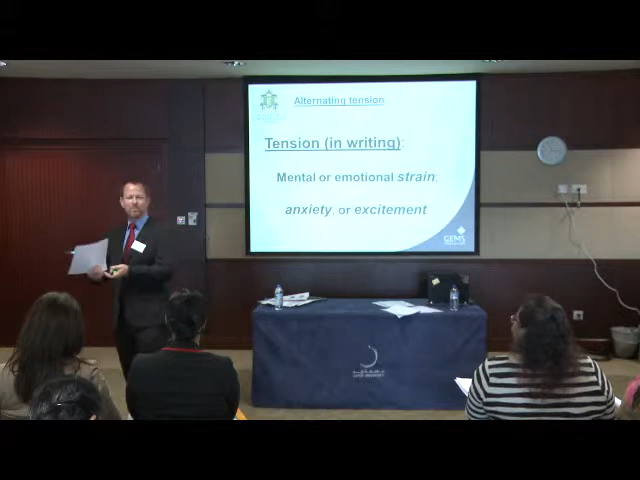 Alternating tension
Tension (in writing):
Mental or emotional strain;
anxiety, or excitement
GEMS